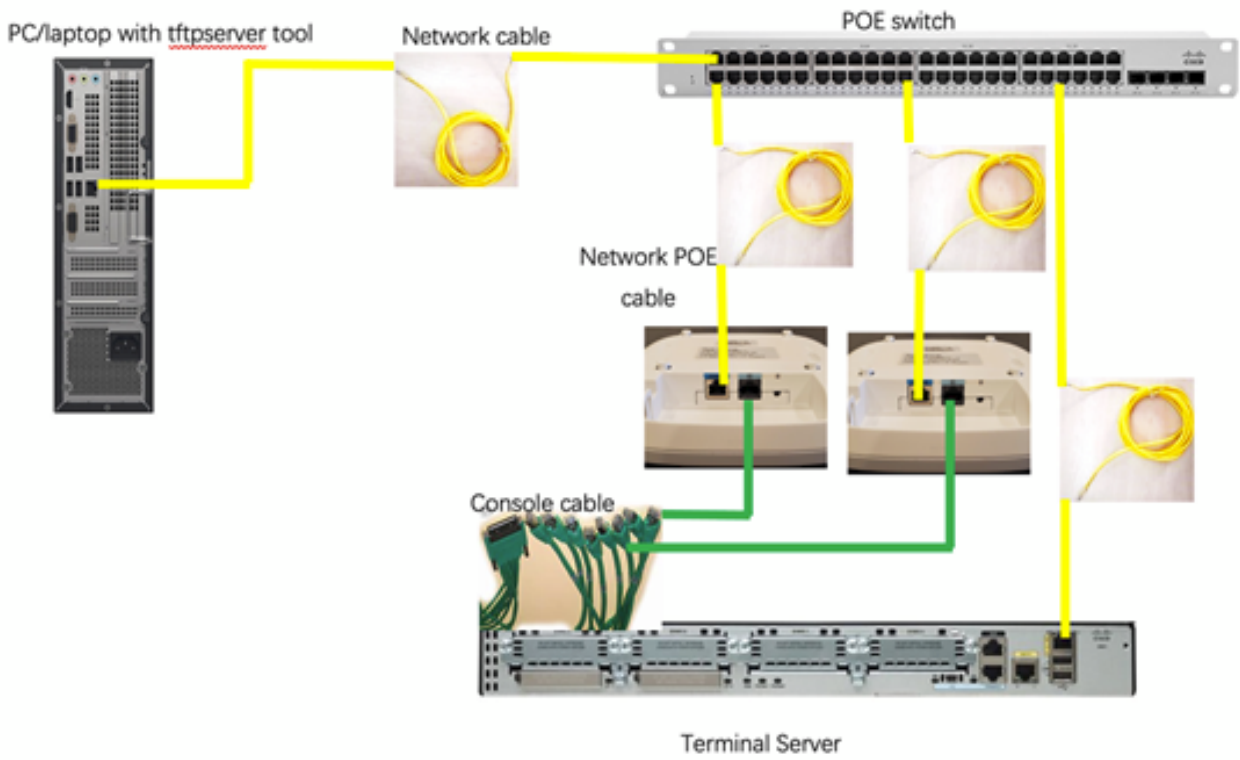 PC/laptop with tftpserver tool
Network cable
POE switch
Network POE
cable
Console cable
Terminal Server